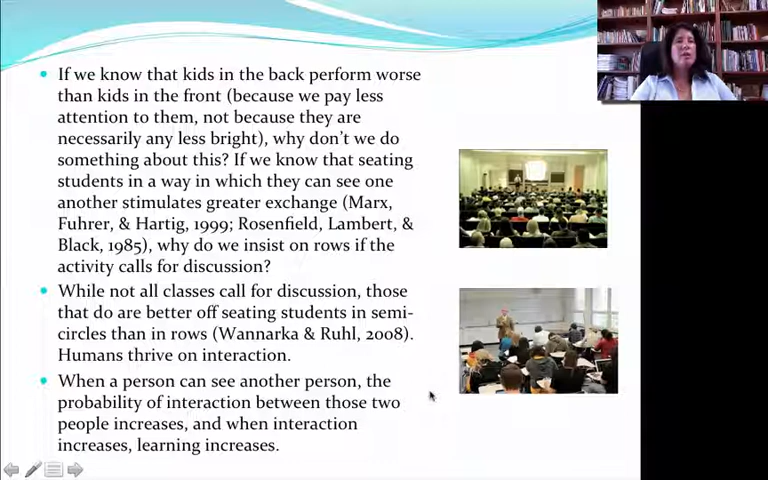 If we know that kids in the back perform worse
than kids in the front (because we pay less
attention to them, not because they are
necessarily any less bright), why don't we do
something about this? If we know that seating
students in a way in which they can see one
another stimulates greater exchange (Marx,
Fuhrer, & Hartig, 1999; Rosenfield, Lambert, &
Black, 1985), why do we insist on rows if the
activity calls for discussion?
While not all classes call for discussion, those
that do are better off seating students in semi-
circles than in rows (Wannarka & Ruhl, 2008).
Humans thrive on interaction.
When a person can see another person, the
probability of interaction between those two
people increases, and when interaction
increases, learning increases.